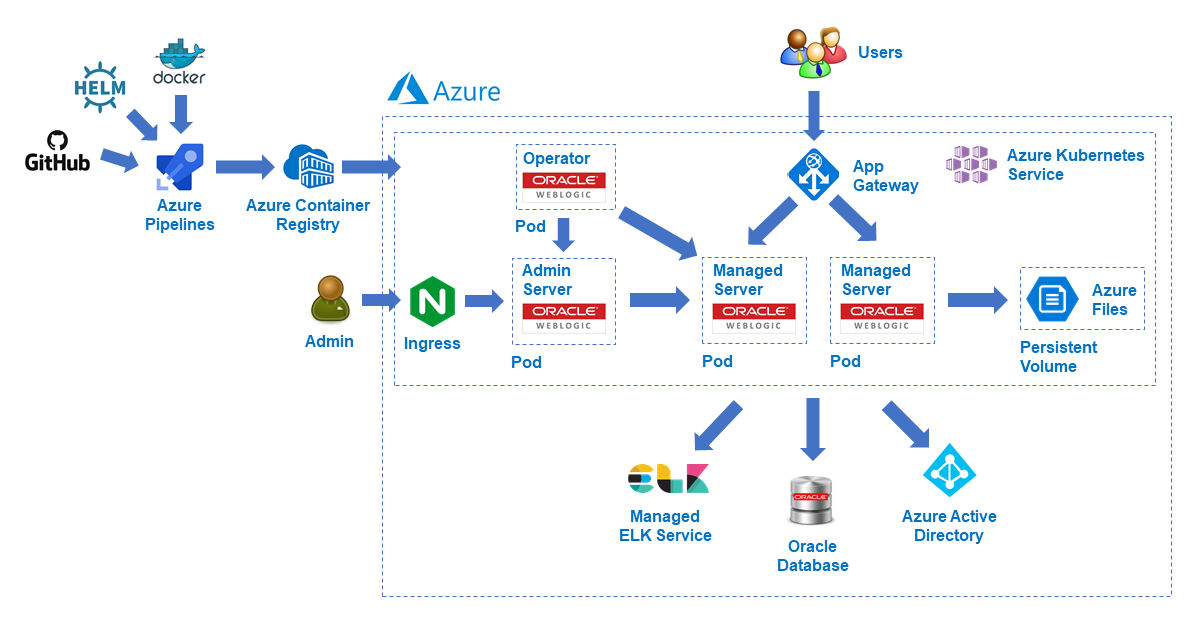 docker
HELM
GitHub
Azure
Pipelines
Azure Container
Registry
Azure
Users
Operator
ORACLE
WEBLOGIC
Pod
App
Gateway
Azure Kubernetes
Service
Admin
Ingress
Admin
Server
ORACLE
WEBLOGIC
Pod
Managed
Server
ORACLE
WEBLOGIC
Pod
Managed
Server
ORACLE
WEBLOGIC
Pod
Azure
Files
Persistent
Volume
ELK
Managed
ELK Service
ORACLE
Oracle
Database
Azure Active
Directory